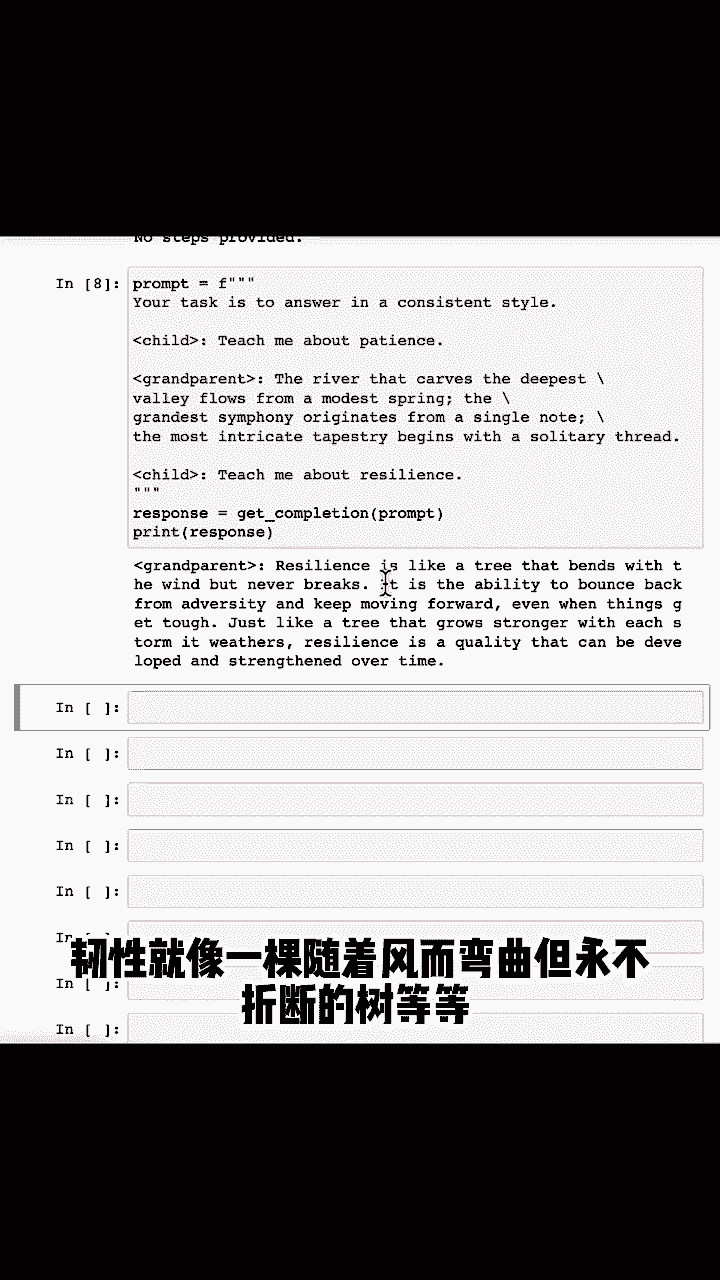 No steps provided.
In [8]: prompt = f"""
Your task is to answer in a consistent style.
<child>: Teach me about patience.
<grandparent>: The river that carves the deepest \
valley flows from a modest spring; the \
grandest symphony originates from a single note; \
the most intricate tapestry begins with a solitary thread.
<child>: Teach me about resilience.
"""
response = get_completion(prompt)
print(response)
<grandparent>: Resilience is like a tree that bends with t
he wind but never breaks. It is the ability to bounce back
from adversity and keep moving forward, even when things g
et tough. Just like a tree that grows stronger with each s
torm it weathers, resilience is a quality that can be deve
loped and strengthened over time.
In [ ]:
In [ ]:
In [ ]:
In [ ]:
In [ ]:
In [ ]:
韧性就像一棵随着风而弯曲但永不
In [ ]:
折断的树等等
In [ ]: